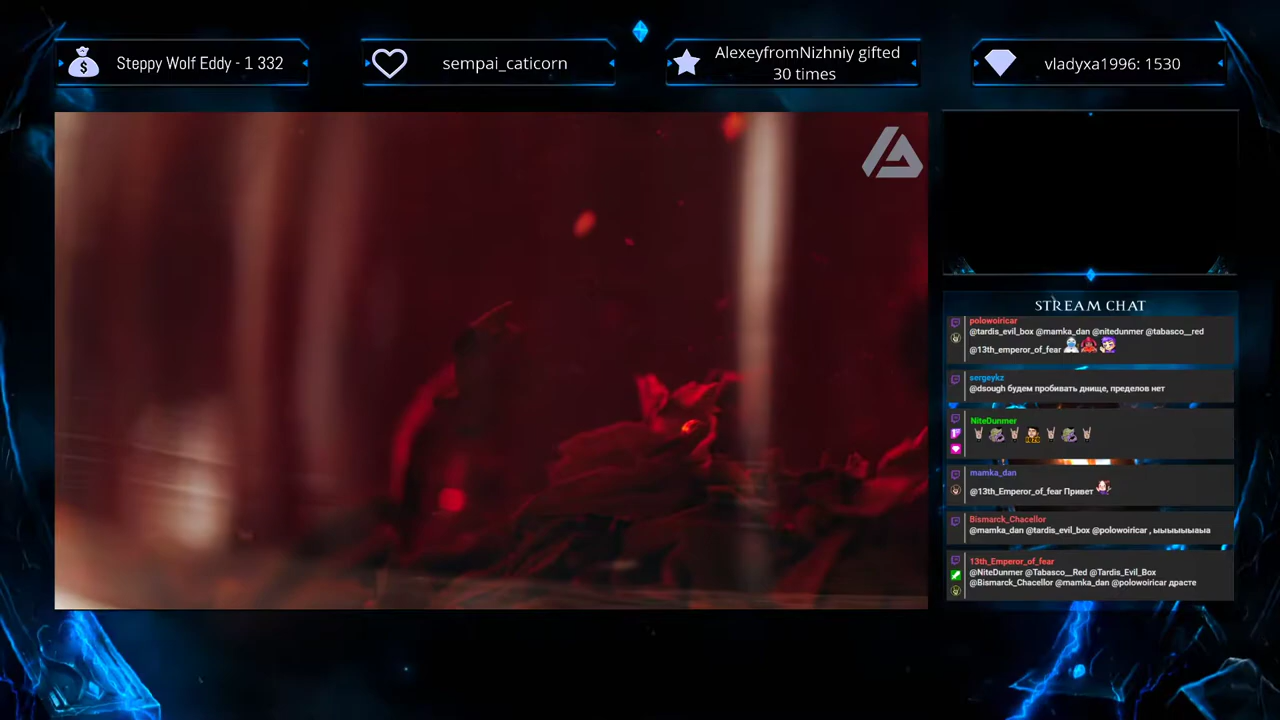 Steppy Wolf Eddy - 1 332
sempai_caticorn
AlexeyfromNizhniy gifted
30 times
vladyxa1996: 1530
STREAM CHAT
polowoiricar
@tardis_evil_box @mamka_dan @nitedunmer @tabasco__red
@13th_emperor_of_fear
sergeykz
@dsough будем пробивать днище, пределов нет
NiteDunmer
mamka_dan
@13th_Emperor_of_fear Привет
Bismarck_Chacellor
@mamka_dan @tardis_evil_box @polowoiricar , ыыыыыыаыа
13th_Emperor_of_fear
@NiteDunmer @Tabasco__Red @Tardis_Evil_Box
@Bismarck_Chacellor @mamka_dan @polowoiricar драсте